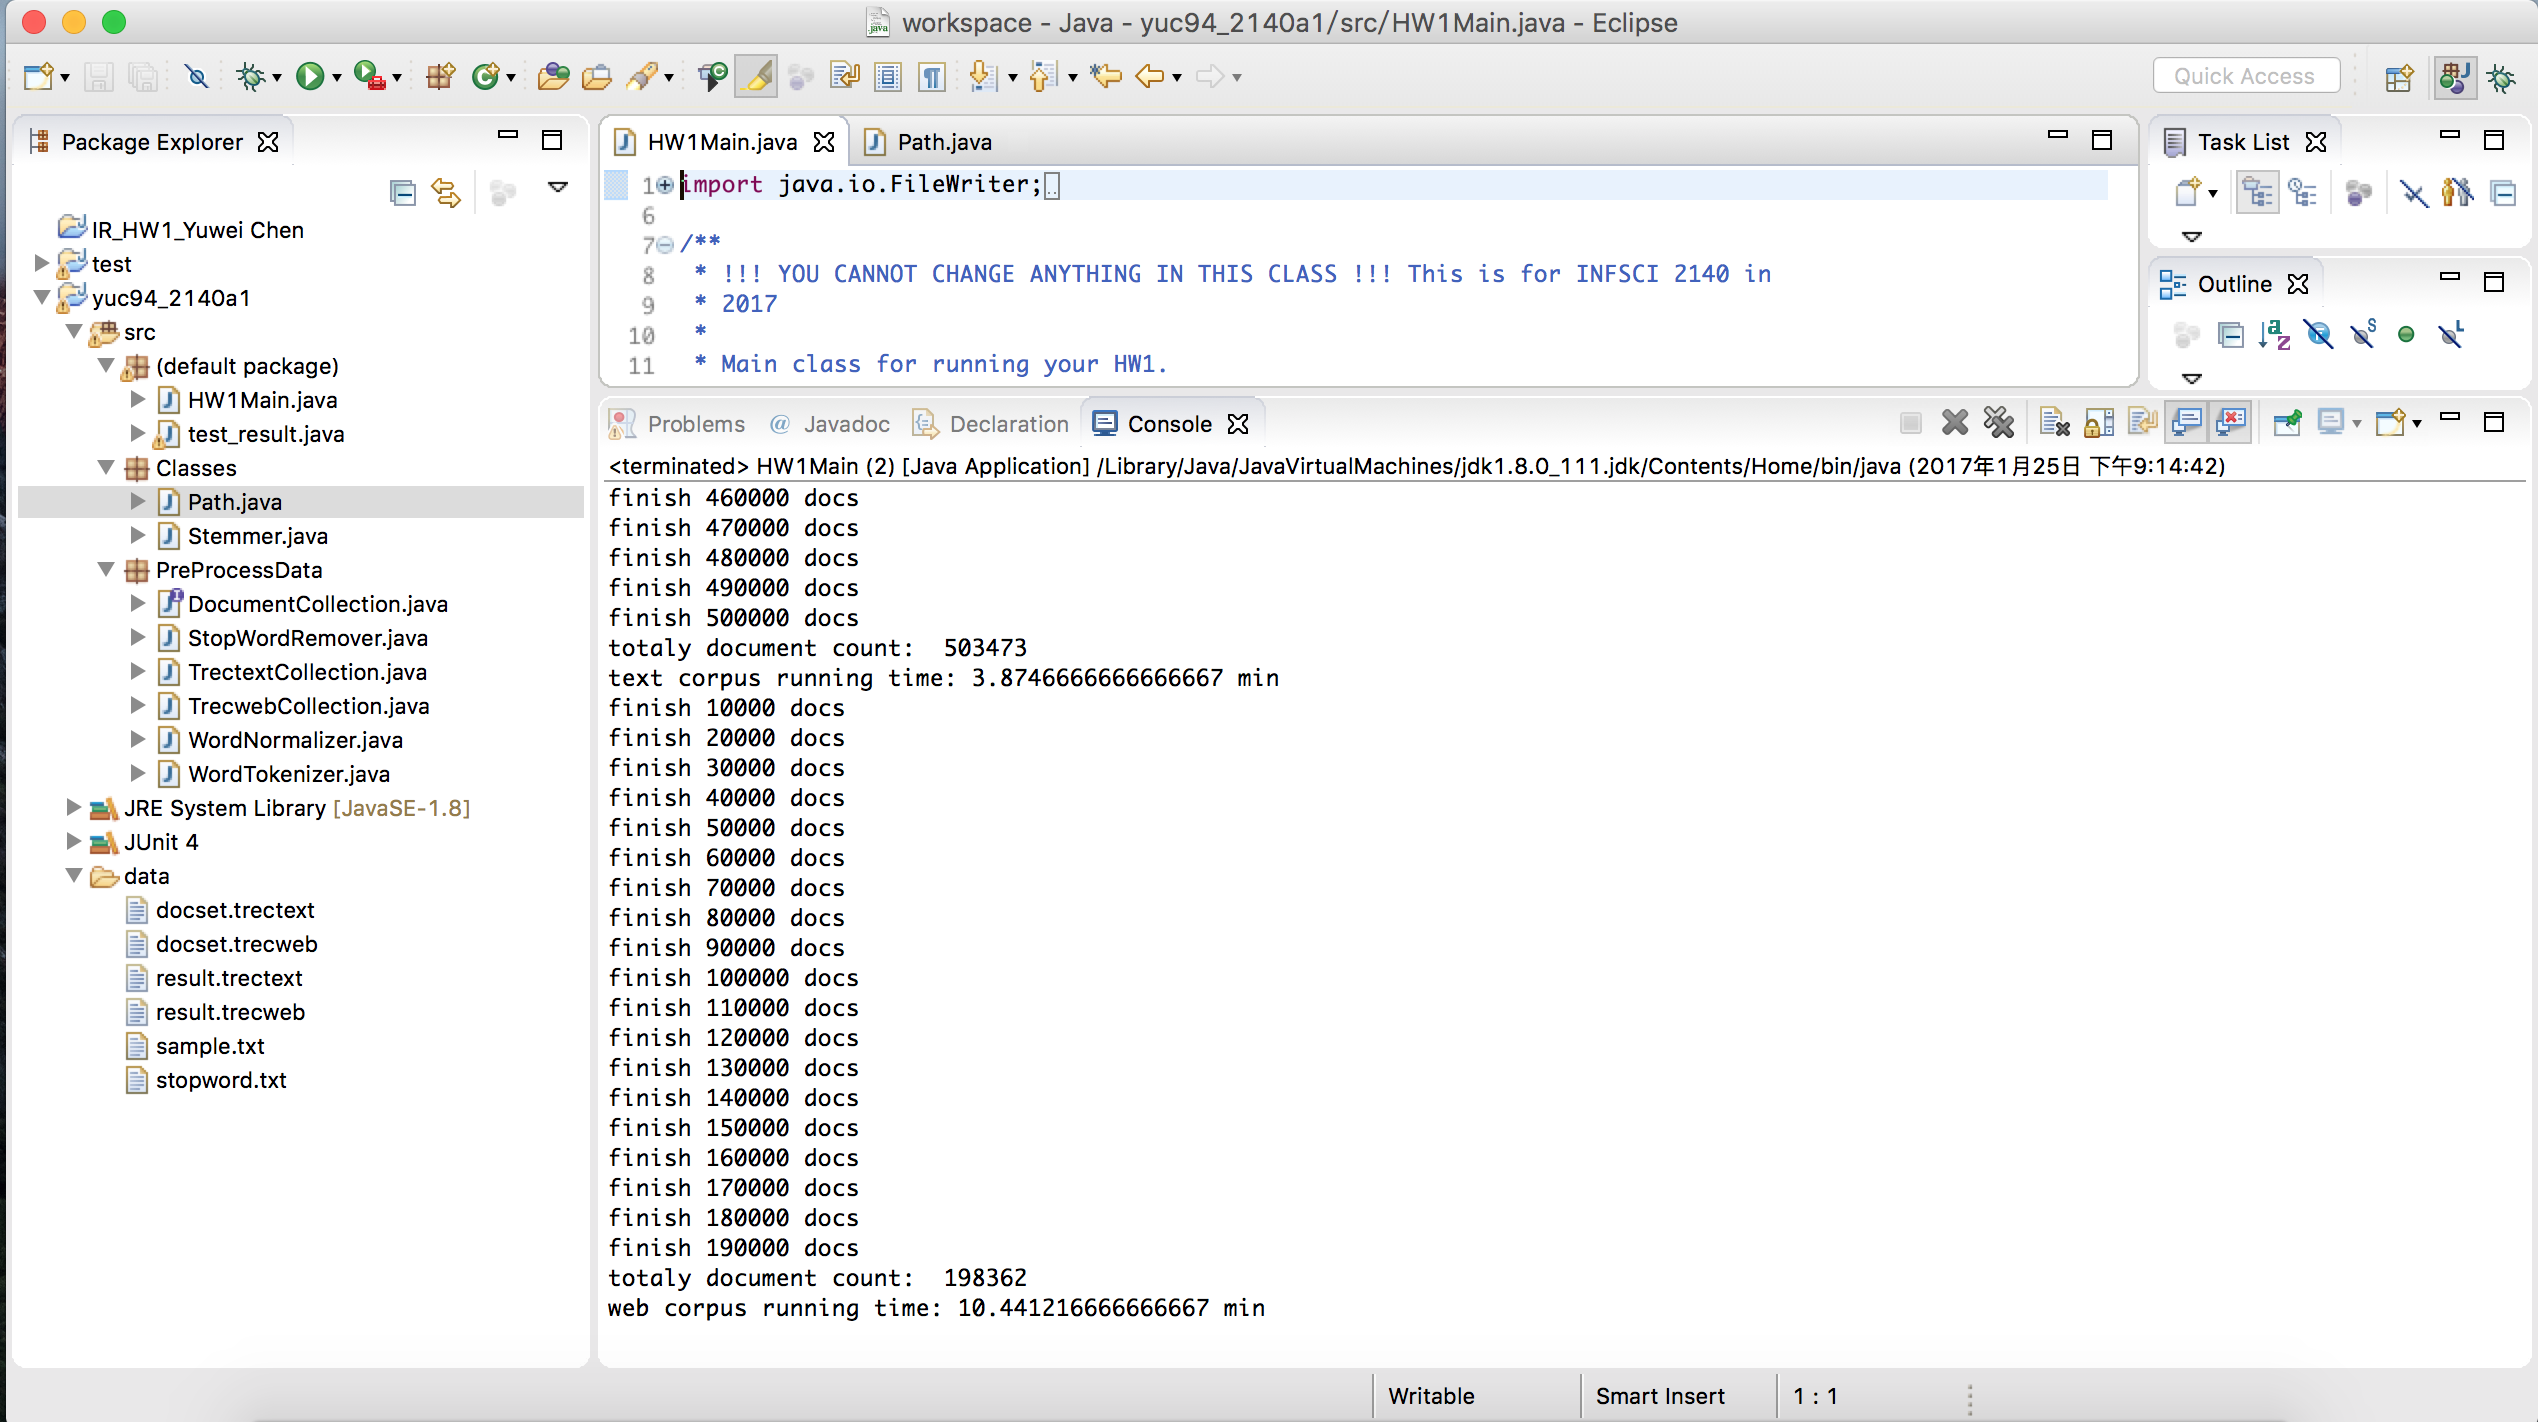 workspace - Java - yuc94_2140a1/src/HW1Main.java - Eclipse
Quick Access
Package Explorer
IR_HW1_Yuwei Chen
test
yuc94_2140a1
src
(default package)
HW1Main.java
test_result.java
Classes
Path.java
Stemmer.java
PreProcessData
DocumentCollection.java
StopWordRemover.java
TrectextCollection.java
TrecwebCollection.java
WordNormalizer.java
WordTokenizer.java
JRE System Library [JavaSE-1.8]
JUnit 4
data
docset.trectext
docset.trecweb
result.trectext
result.trecweb
sample.txt
stopword.txt
HW1Main.java Path.java
1 import java.io.FileWriter;
6
7 /**
8 * !!! YOU CANNOT CHANGE ANYTHING IN THIS CLASS !!! This is for INFSCI 2140 in
9 * 2017
10 *
11 * Main class for running your HW1.
Task List
Outline
Problems @ Javadoc Declaration Console
<terminated> HW1Main (2) [Java Application] /Library/Java/JavaVirtualMachines/jdk1.8.0_111.jdk/Contents/Home/bin/java (2017年1月25日 下午9:14:42)
finish 460000 docs
finish 470000 docs
finish 480000 docs
finish 490000 docs
finish 500000 docs
totaly document count:  503473
text corpus running time: 3.8746666666666667 min
finish 10000 docs
finish 20000 docs
finish 30000 docs
finish 40000 docs
finish 50000 docs
finish 60000 docs
finish 70000 docs
finish 80000 docs
finish 90000 docs
finish 100000 docs
finish 110000 docs
finish 120000 docs
finish 130000 docs
finish 140000 docs
finish 150000 docs
finish 160000 docs
finish 170000 docs
finish 180000 docs
finish 190000 docs
totaly document count:  198362
web corpus running time: 10.441216666666667 min
Writable Smart Insert 1 : 1